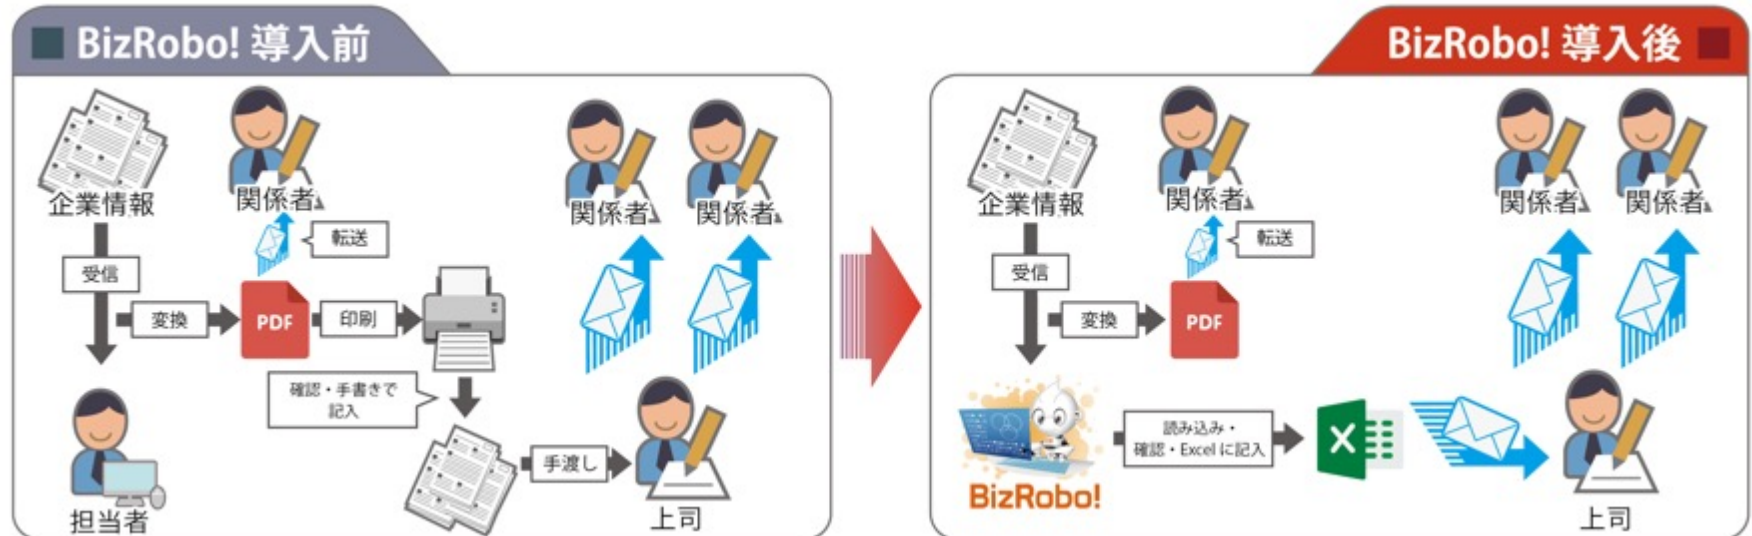 BizRobo! 導入前
企業情報
関係者
転送
受信
変換
PDF
印刷
確認・手書きで
記入
手渡し
担当者
上司
関係者
関係者
BizRobo! 導入後
企業情報
関係者
転送
受信
変換
PDF
BizRobo!
読み込み・
確認・Excel に記入
X
上司
関係者
関係者